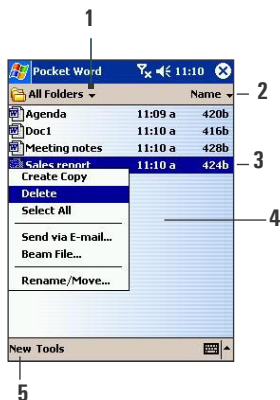 1
Pocket Word 11:10
All Folders Name 2
Agenda 11:09 a 420b
Doc1 11:10 a 416b
Meeting notes 11:10 a 428b
Sales report 11:10 a 424b 3
Create Copy
Delete
Select All 4
Send via E-mail...
Beam File...
Rename/Move...
New Tools
5